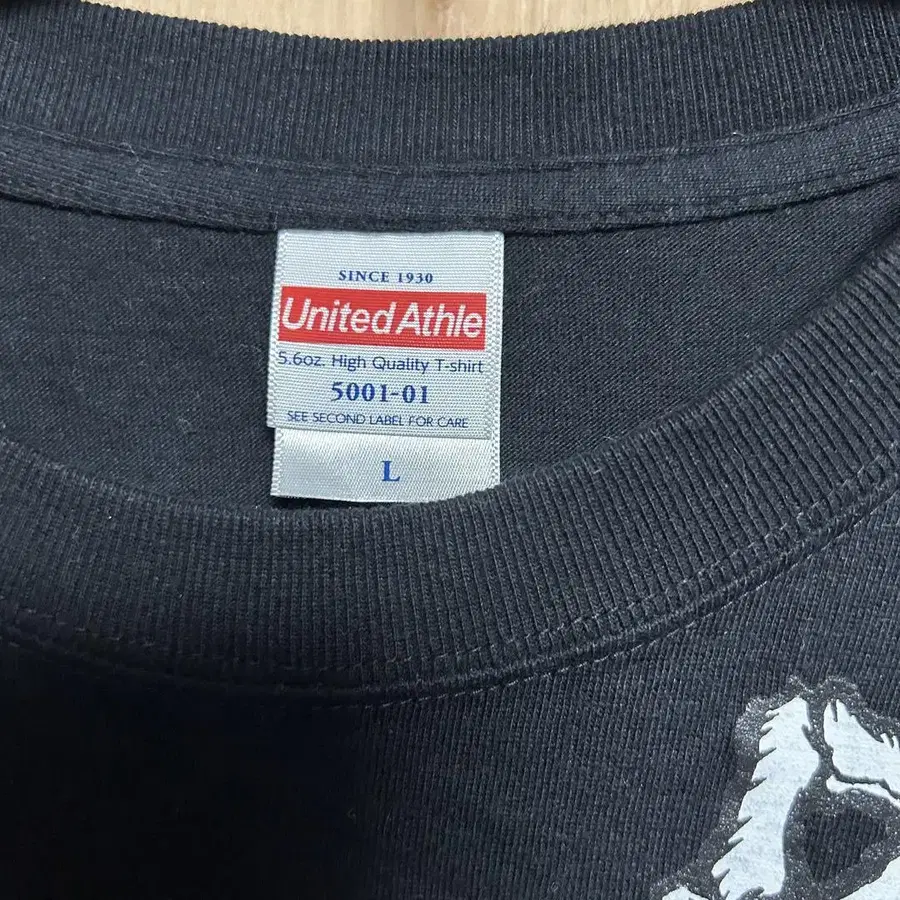 SINCE 1930
United Athle
5.6oz. High Quality T-shirt
5001-01
SEE SECOND LABEL FOR CARE
L